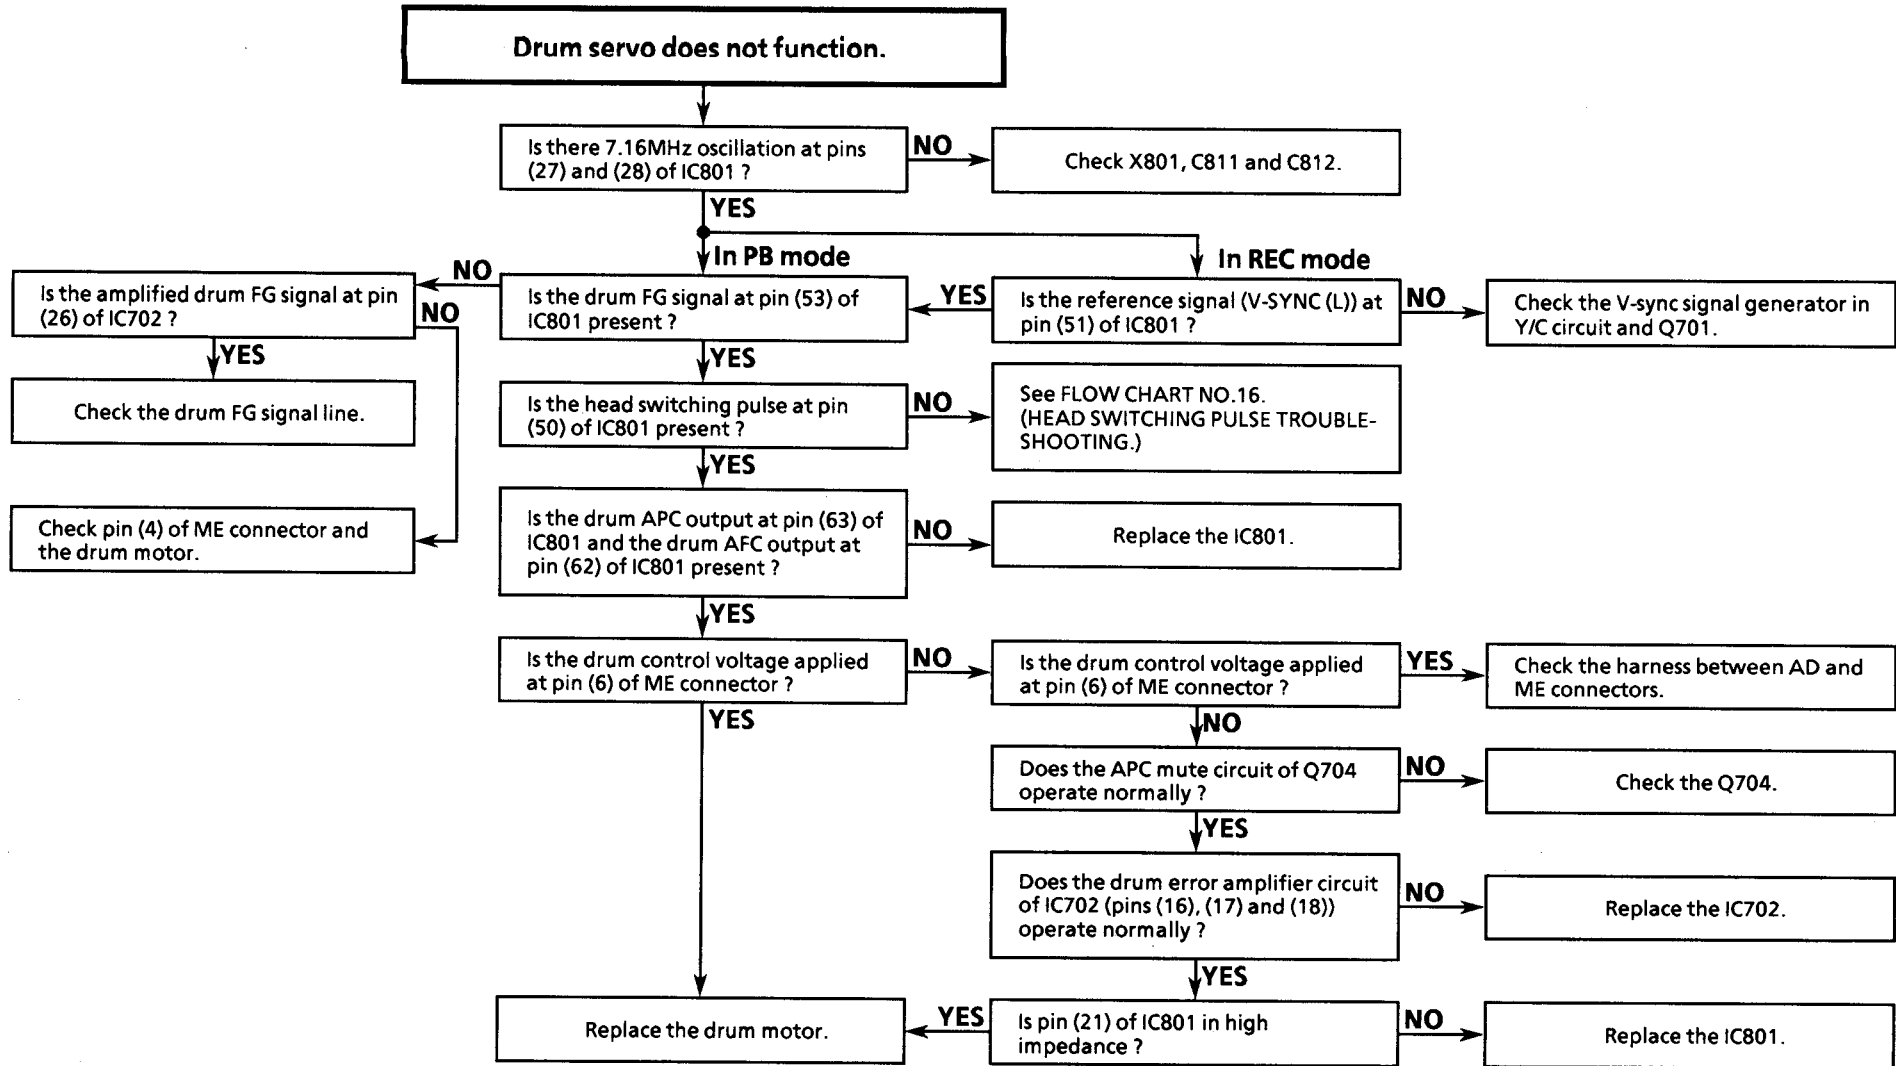 Drum servo does not function.
Is there 7.16MHz oscillation at pins
(27) and (28) of IC801 ?
NO
Check X801, C811 and C812.
YES
In PB mode
In REC mode
Is the amplified drum FG signal at pin
(26) of IC702 ?
NO
Is the drum FG signal at pin (53) of
IC801 present ?
YES
Is the reference signal (V-SYNC (L)) at
pin (51) of IC801 ?
NO
Check the V-sync signal generator in
Y/C circuit and Q701.
NO
YES
YES
Check the drum FG signal line.
Is the head switching pulse at pin
(50) of IC801 present ?
NO
See FLOW CHART NO.16.
(HEAD SWITCHING PULSE TROUBLE-
SHOOTING.)
YES
Check pin (4) of ME connector and
the drum motor.
Is the drum APC output at pin (63) of
IC801 and the drum AFC output at
pin (62) of IC801 present ?
NO
Replace the IC801.
YES
Is the drum control voltage applied
at pin (6) of ME connector ?
NO
Is the drum control voltage applied
at pin (6) of ME connector ?
YES
Check the harness between AD and
ME connectors.
YES
NO
Does the APC mute circuit of Q704
operate normally ?
NO
Check the Q704.
YES
Does the drum error amplifier circuit
of IC702 (pins (16), (17) and (18))
operate normally ?
NO
Replace the IC702.
YES
Replace the drum motor.
YES
Is pin (21) of IC801 in high
impedance ?
NO
Replace the IC801.